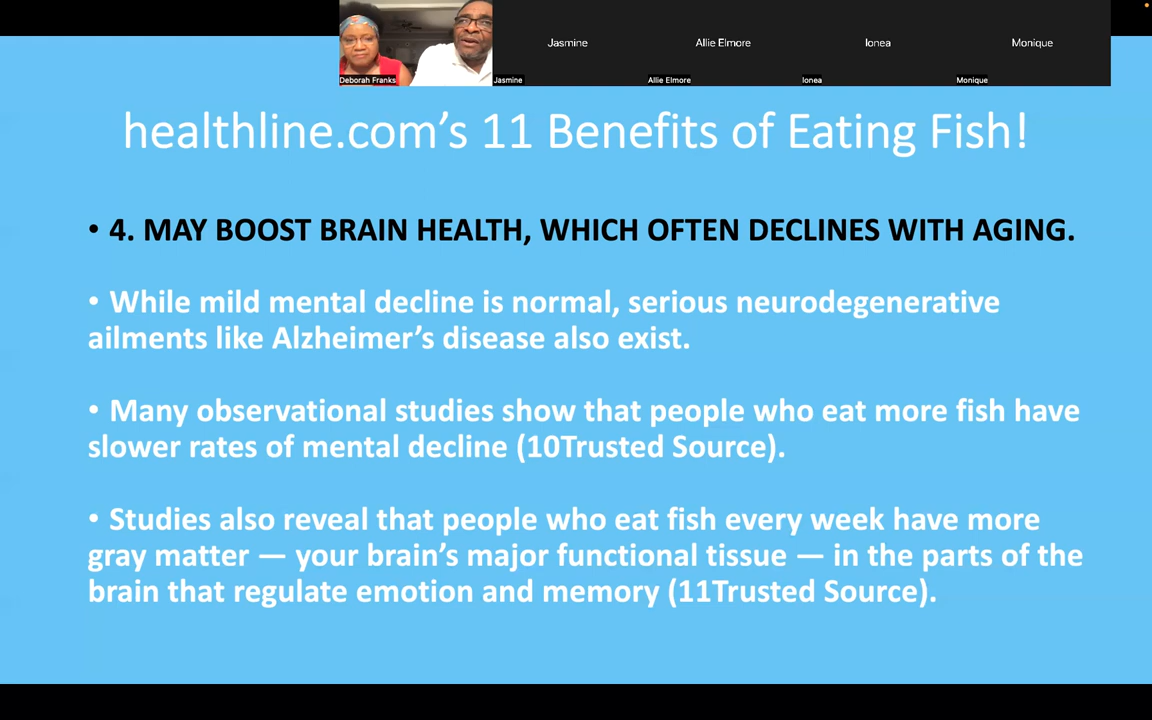 Jasmine
Allie Elmore
Ionea
Monique
Deborah Franks
Jasmine
Allie Elmore
Ionea
Monique
healthline.com’s 11 Benefits of Eating Fish!
• 4. MAY BOOST BRAIN HEALTH, WHICH OFTEN DECLINES WITH AGING.
• While mild mental decline is normal, serious neurodegenerative
ailments like Alzheimer’s disease also exist.
• Many observational studies show that people who eat more fish have
slower rates of mental decline (10Trusted Source).
• Studies also reveal that people who eat fish every week have more
gray matter — your brain’s major functional tissue — in the parts of the
brain that regulate emotion and memory (11Trusted Source).